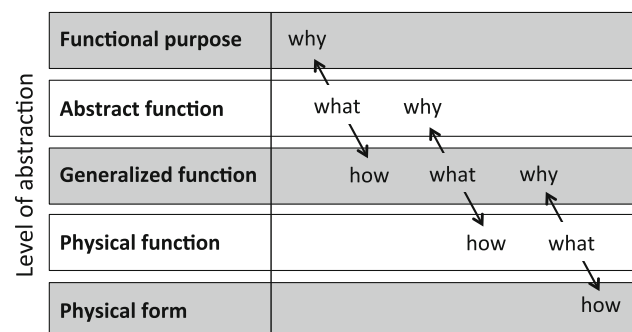 Level of abstraction
Functional purpose why
Abstract function what why
Generalized function how what why
Physical function how what
Physical form how